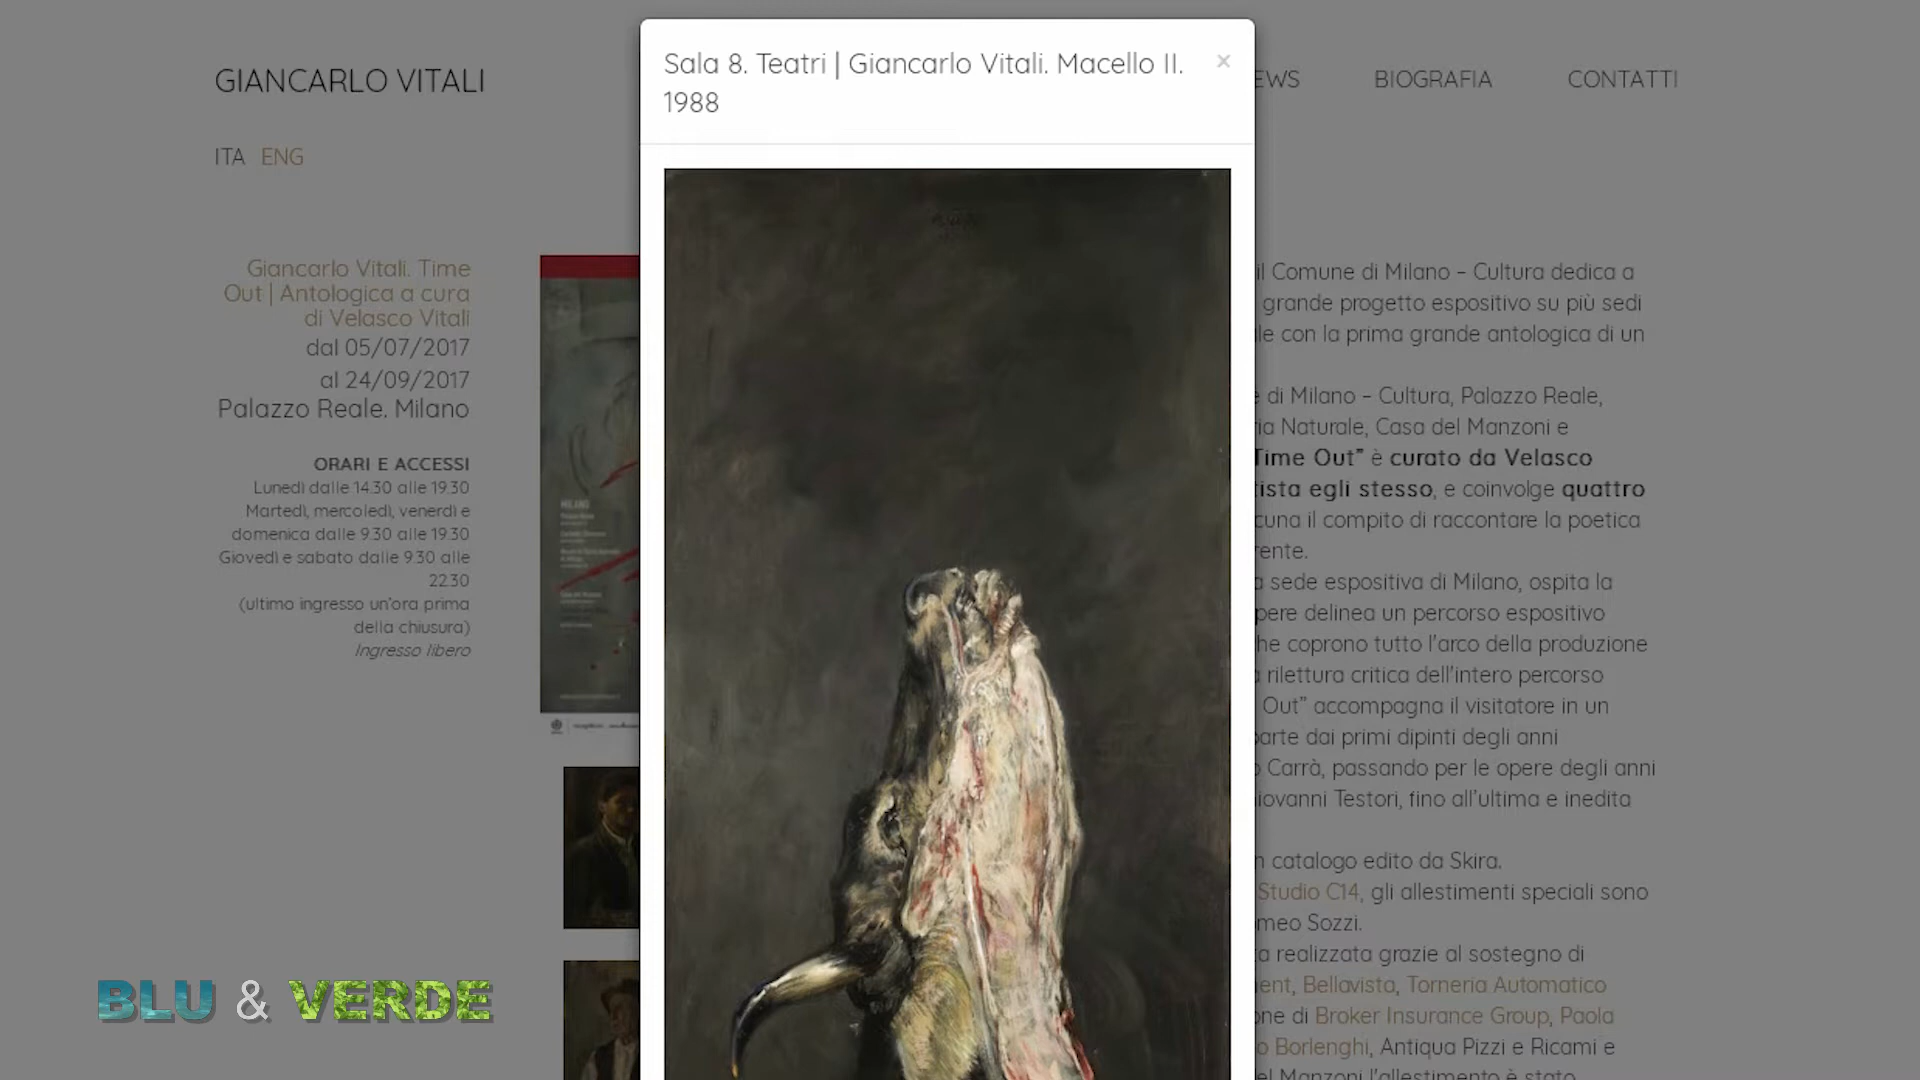 GIANCARLO VITALI
EWS
BIOGRAFIA
CONTATTI
ITA ENG
Sala 8. Teatri | Giancarlo Vitali. Macello II.
1988
×
Giancarlo Vitali. Time
Out | Antologica a cura
di Velasco Vitali
dal 05/07/2017
al 24/09/2017
Palazzo Reale. Milano
ORARI E ACCESSI
Lunedì dalle 14.30 alle 19.30
Martedì, mercoledì, venerdì e
domenica dalle 9.30 alle 19.30
Giovedì e sabato dalle 9.30 alle
22.30
(ultimo ingresso un'ora prima
della chiusura)
Ingresso libero
MILANO
il Comune di Milano – Cultura dedica a
grande progetto espositivo su più sedi
le con la prima grande antologica di un
è di Milano – Cultura, Palazzo Reale,
ria Naturale, Casa del Manzoni e
Time Out” è curato da Velasco
tista egli stesso, e coinvolge quattro
cuna il compito di raccontare la poetica
rente.
a sede espositiva di Milano, ospita la
pere delinea un percorso espositivo
he coprono tutto l'arco della produzione
a rilettura critica dell'intero percorso
Out” accompagna il visitatore in un
parte dai primi dipinti degli anni
o Carrà, passando per le opere degli anni
iovanni Testori, fino all'ultima e inedita
n catalogo edito da Skira.
Studio C14, gli allestimenti speciali sono
meo Sozzi.
ta realizzata grazie al sostegno di
ent, Bellavista, Torneria Automatico
one di Broker Insurance Group, Paola
o Borlenghi, Antiqua Pizzi e Ricami e
el Manzoni l'allestimento è stato
BLU & VERDE